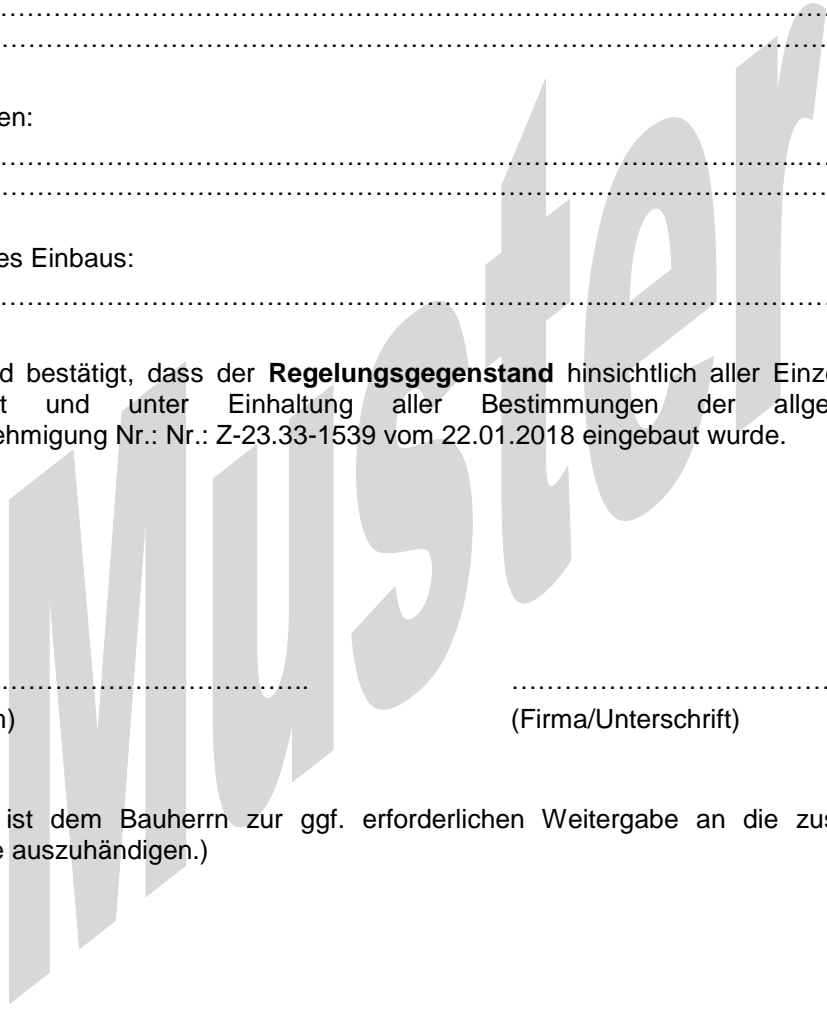 …………………………………………………………………………………………
…………………………………………………………………………………………
en:
…………………………………………………………………………………………
…………………………………………………………………………………………
es Einbaus:
…………………………………………………………………………………………
d bestätigt, dass der Regelungsgegenstand hinsichtlich aller Einze
t und unter Einhaltung aller Bestimmungen der allge
ehmigung Nr.: Nr.: Z-23.33-1539 vom 22.01.2018 eingebaut wurde.
………………………………. ………………………………
n) (Firma/Unterschrift)
ist dem Bauherrn zur ggf. erforderlichen Weitergabe an die zus
e auszuhändigen.)
Muster